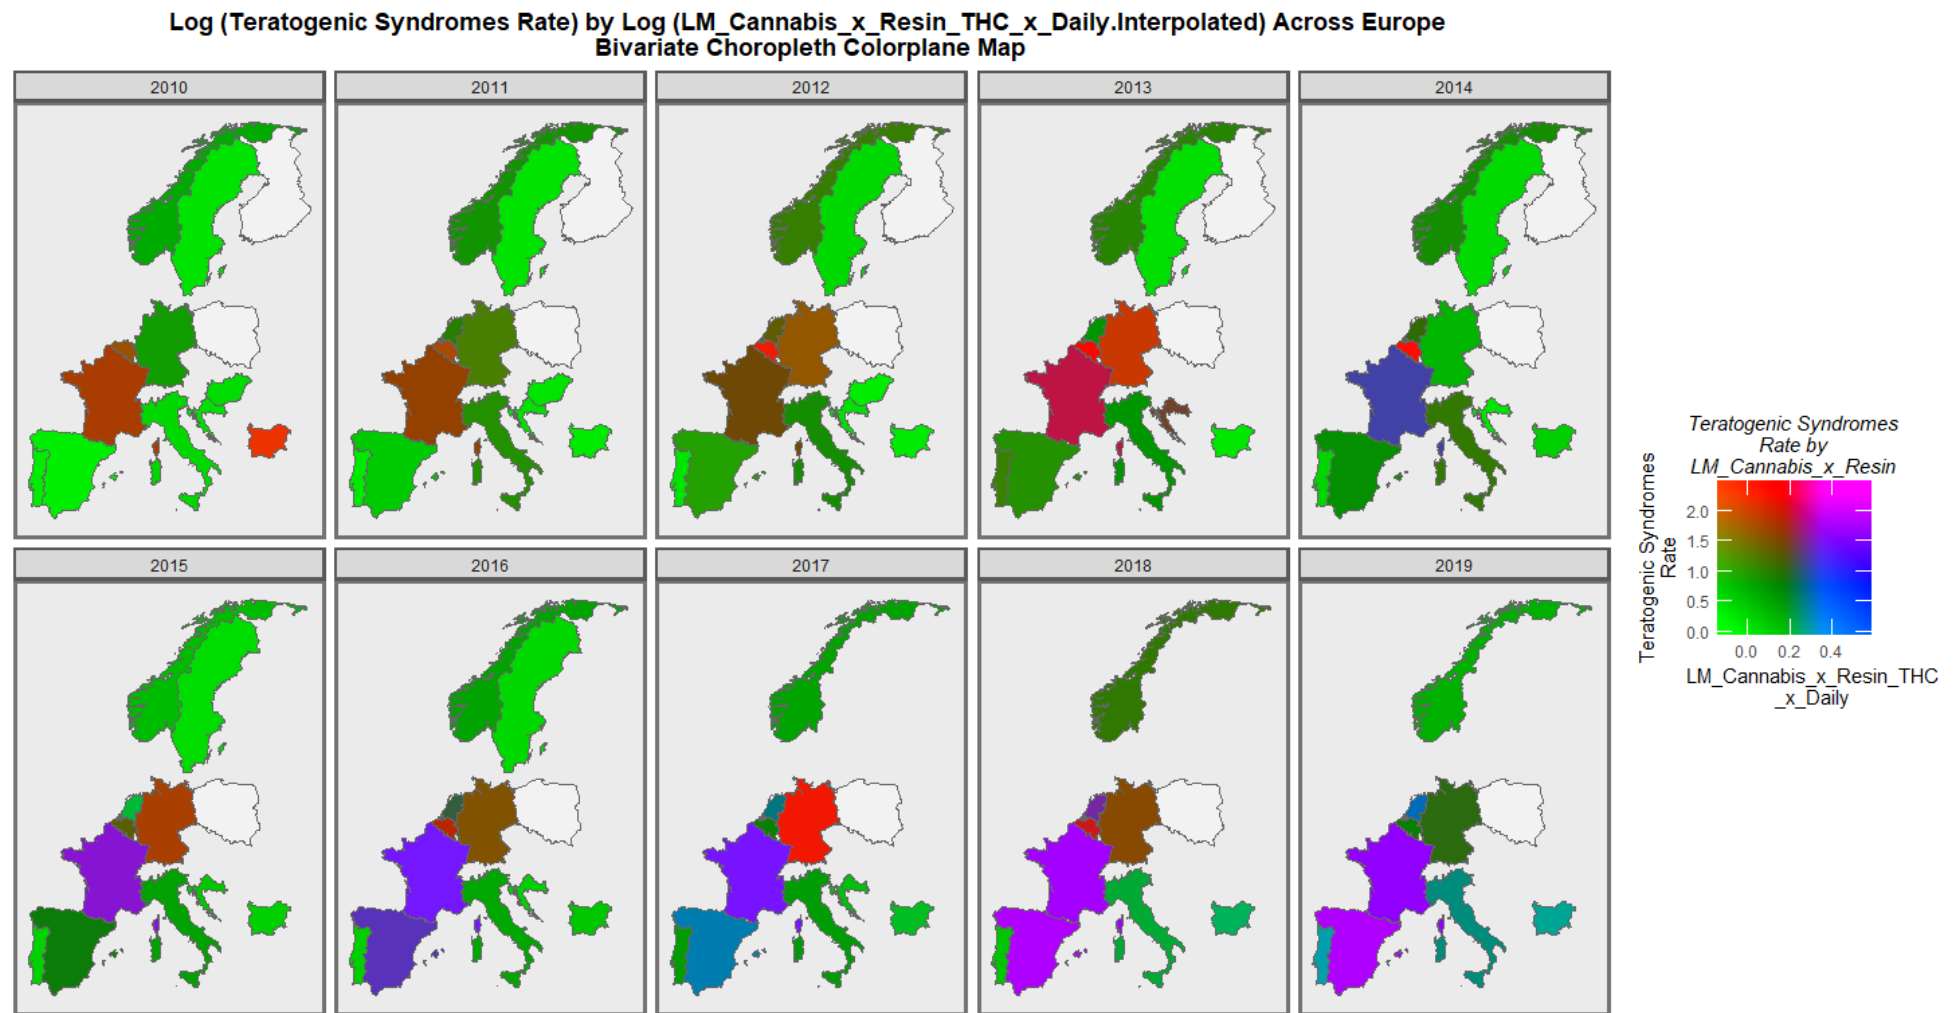 Log (Teratogenic Syndromes Rate) by Log (LM_Cannabis_x_Resin_THC_x_Daily.Interpolated) Across Europe
Bivariate Choropleth Colorplane Map
2010
2011
2012
2013
2014
2015
2016
2017
2018
2019
Teratogenic Syndromes
Rate by
LM_Cannabis_x_Resin
Teratogenic Syndromes
Rate
2.0
1.5
1.0
0.5
0.0
0.0 0.2 0.4
LM_Cannabis_x_Resin_THC
_x_Daily